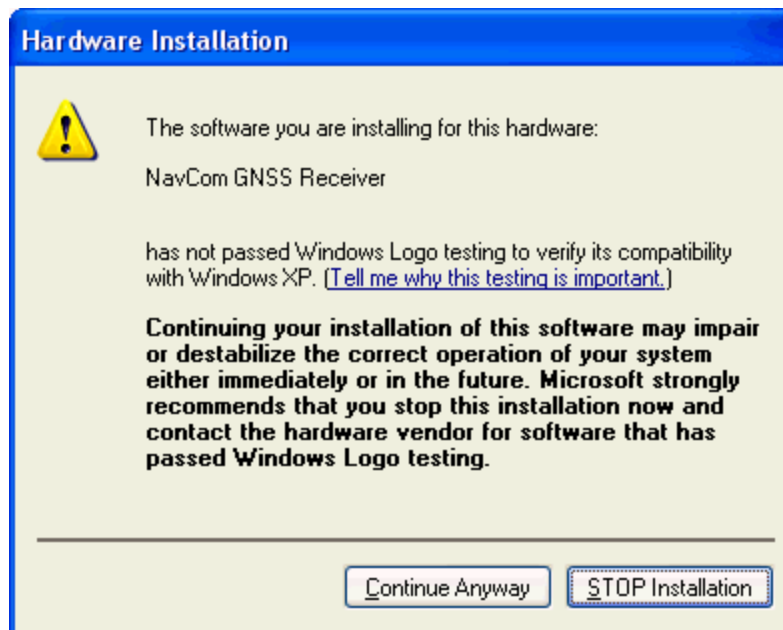 Hardware Installation
The software you are installing for this hardware:
NavCom GNSS Receiver
has not passed Windows Logo testing to verify its compatibility
with Windows XP. (Tell me why this testing is important.)
Continuing your installation of this software may impair
or destabilize the correct operation of your system
either immediately or in the future. Microsoft strongly
recommends that you stop this installation now and
contact the hardware vendor for software that has
passed Windows Logo testing.
Continue Anyway
STOP Installation